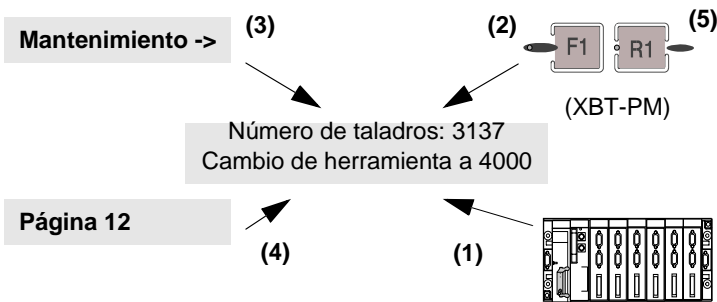 Mantenimiento ->
(3)
(2)
F1
R1
(5)
(XBT-PM)
Número de taladros: 3137
Cambio de herramienta a 4000
Página 12
(4)
(1)